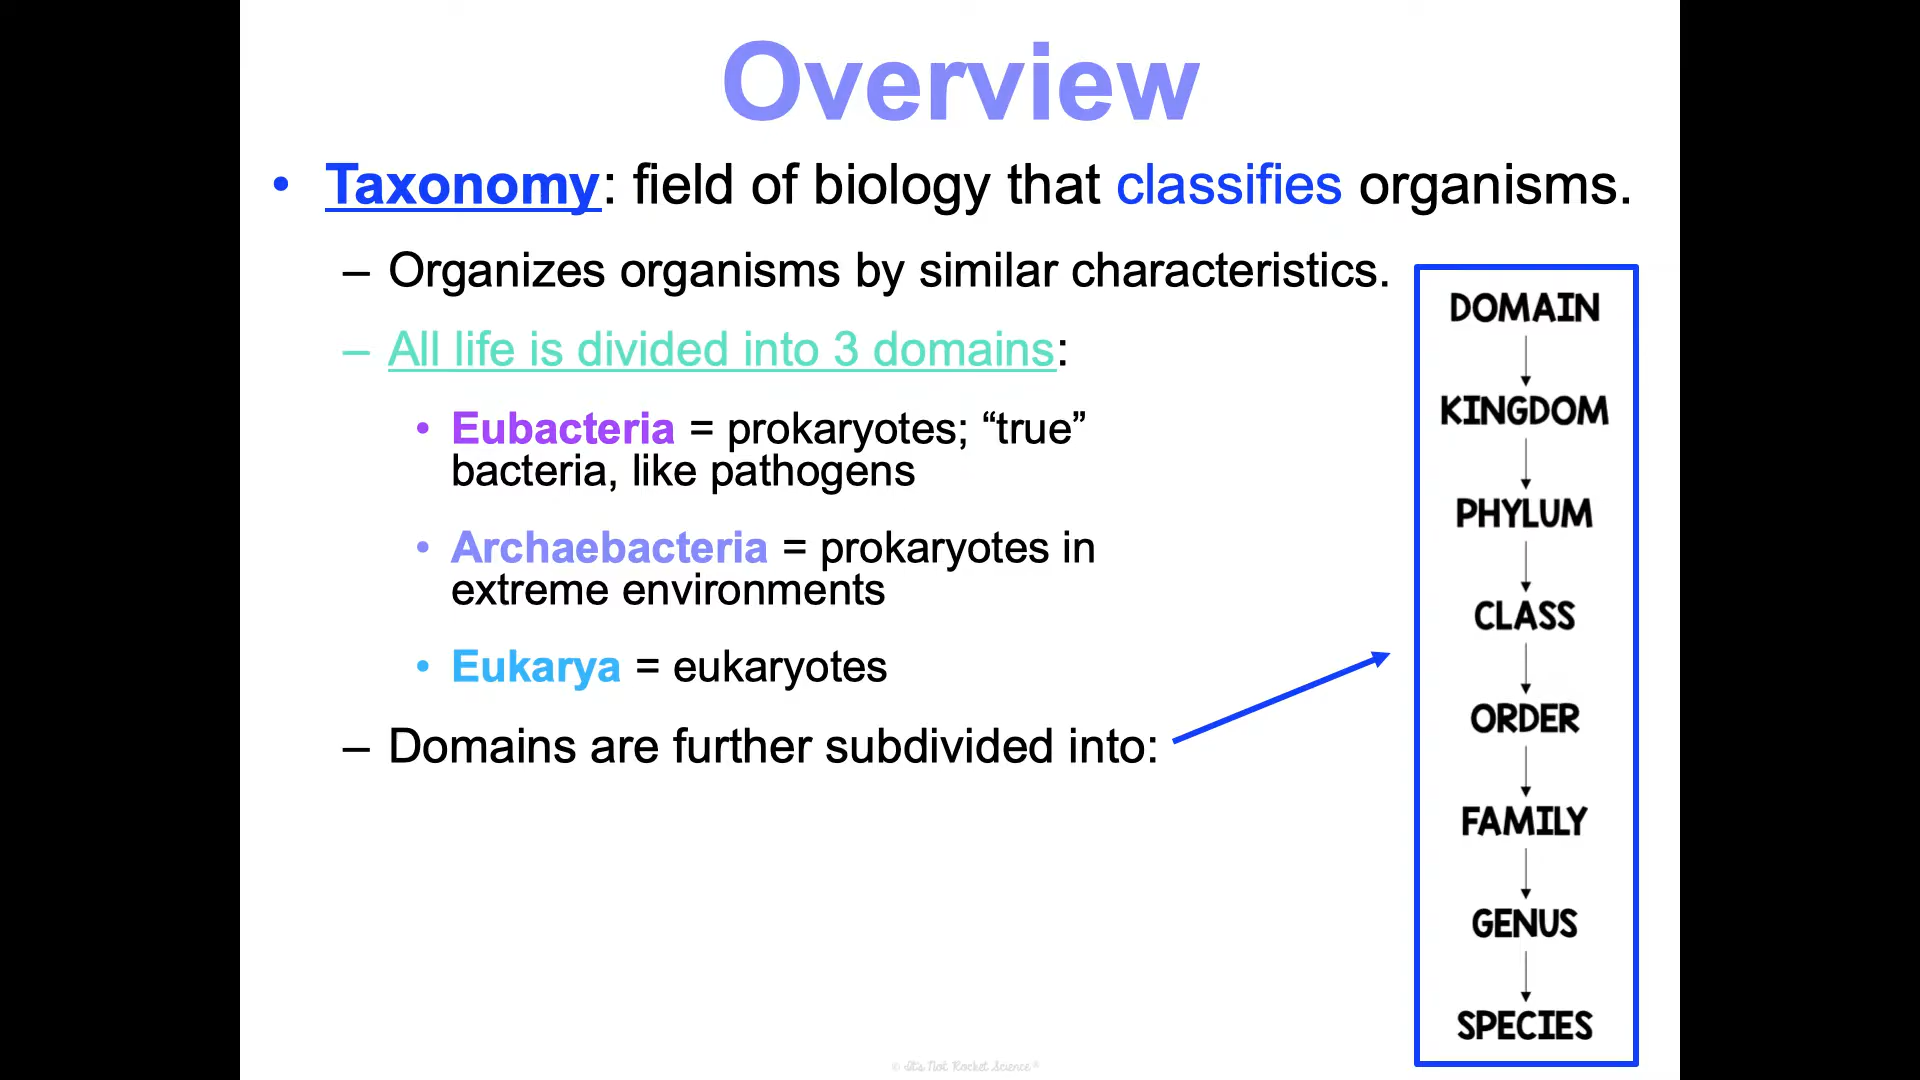 Overview
• Taxonomy: field of biology that classifies organisms.
– Organizes organisms by similar characteristics.
– All life is divided into 3 domains:
• Eubacteria = prokaryotes; “true”
bacteria, like pathogens
• Archaebacteria = prokaryotes in
extreme environments
• Eukarya = eukaryotes
– Domains are further subdivided into:
DOMAIN
KINGDOM
PHYLUM
CLASS
ORDER
FAMILY
GENUS
SPECIES
© It's Not Rocket Science®